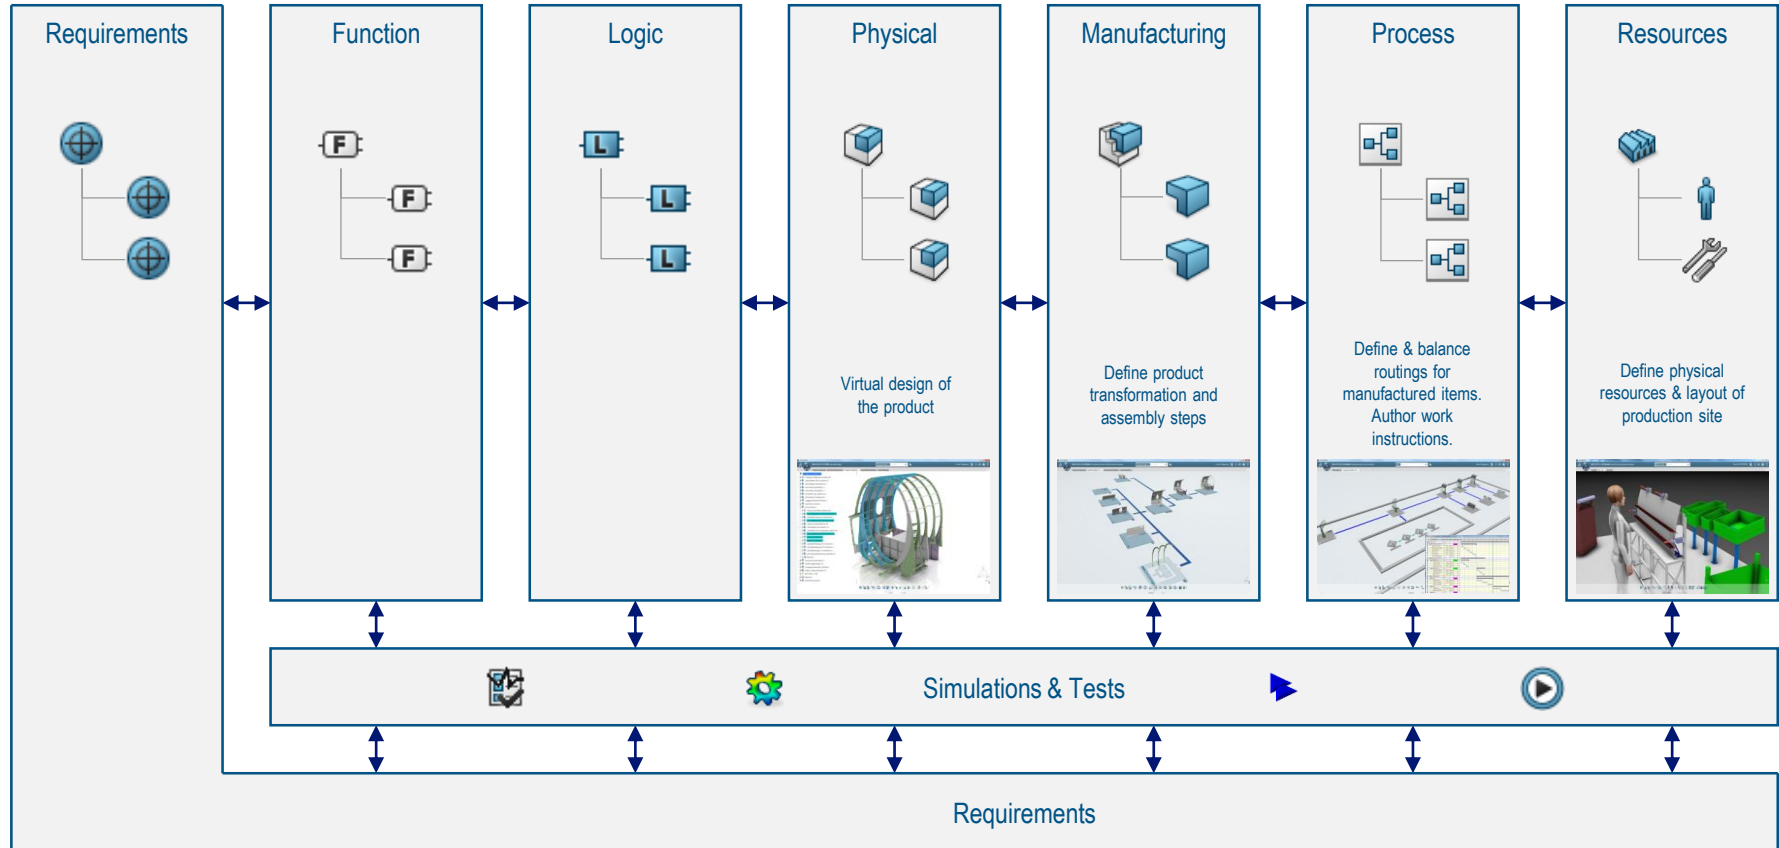 Requirements
Function
Logic
Physical
Manufacturing
Process
Resources
F
F
F
L
L
L
Virtual design of
the product
Define product
transformation and
assembly steps
Define & balance
routings for
manufactured items.
Author work
instructions.
Define physical
resources & layout of
production site
Simulations & Tests
Requirements